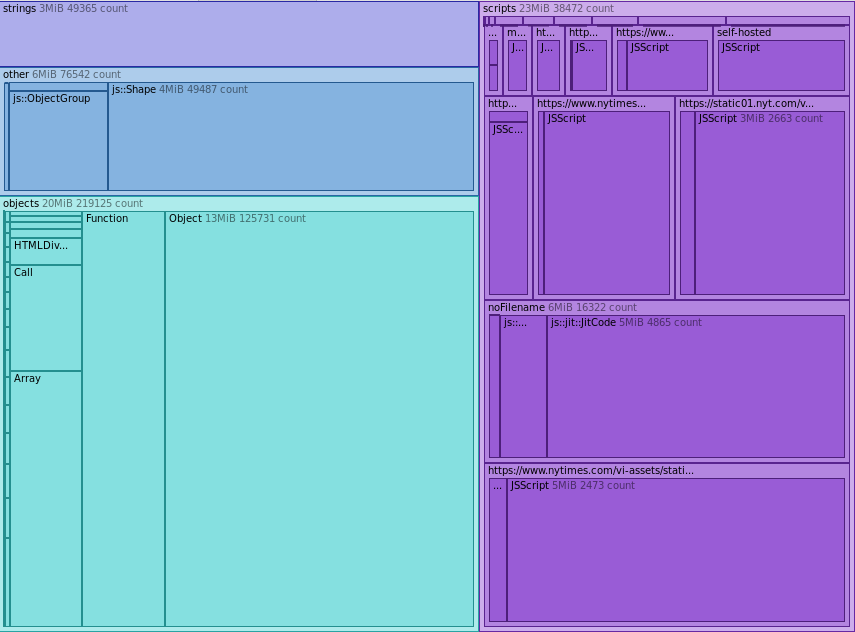 strings 3MiB 49365 count
other 6MiB 76542 count
js::ObjectGroup
js::Shape 4MiB 49487 count
objects 20MiB 219125 count
HTMLDiv...
Call
Array
Function
Object 13MiB 125731 count
scripts 23MiB 38472 count
...
m...
J...
ht...
J...
http...
JS...
https://ww...
JSScript
self-hosted
JSScript
http...
JSSc...
https://www.nytimes...
JSScript
https://static01.nyt.com/v...
JSScript 3MiB 2663 count
noFilename 6MiB 16322 count
js::...
js::jit::JitCode 5MiB 4865 count
https://www.nytimes.com/vi-assets/stati...
...
JSScript 5MiB 2473 count